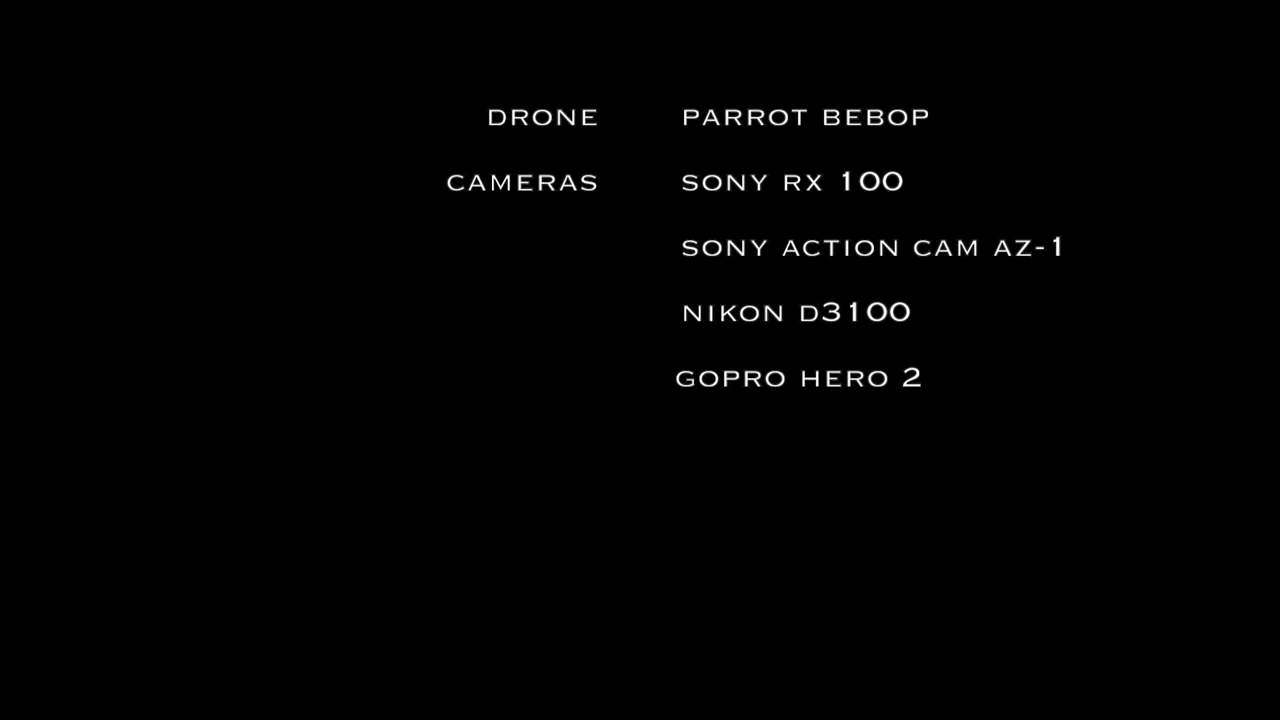 DRONE PARROT BEBOP
CAMERAS SONY RX 100
SONY ACTION CAM AZ-1
NIKON D3100
GOPRO HERO 2